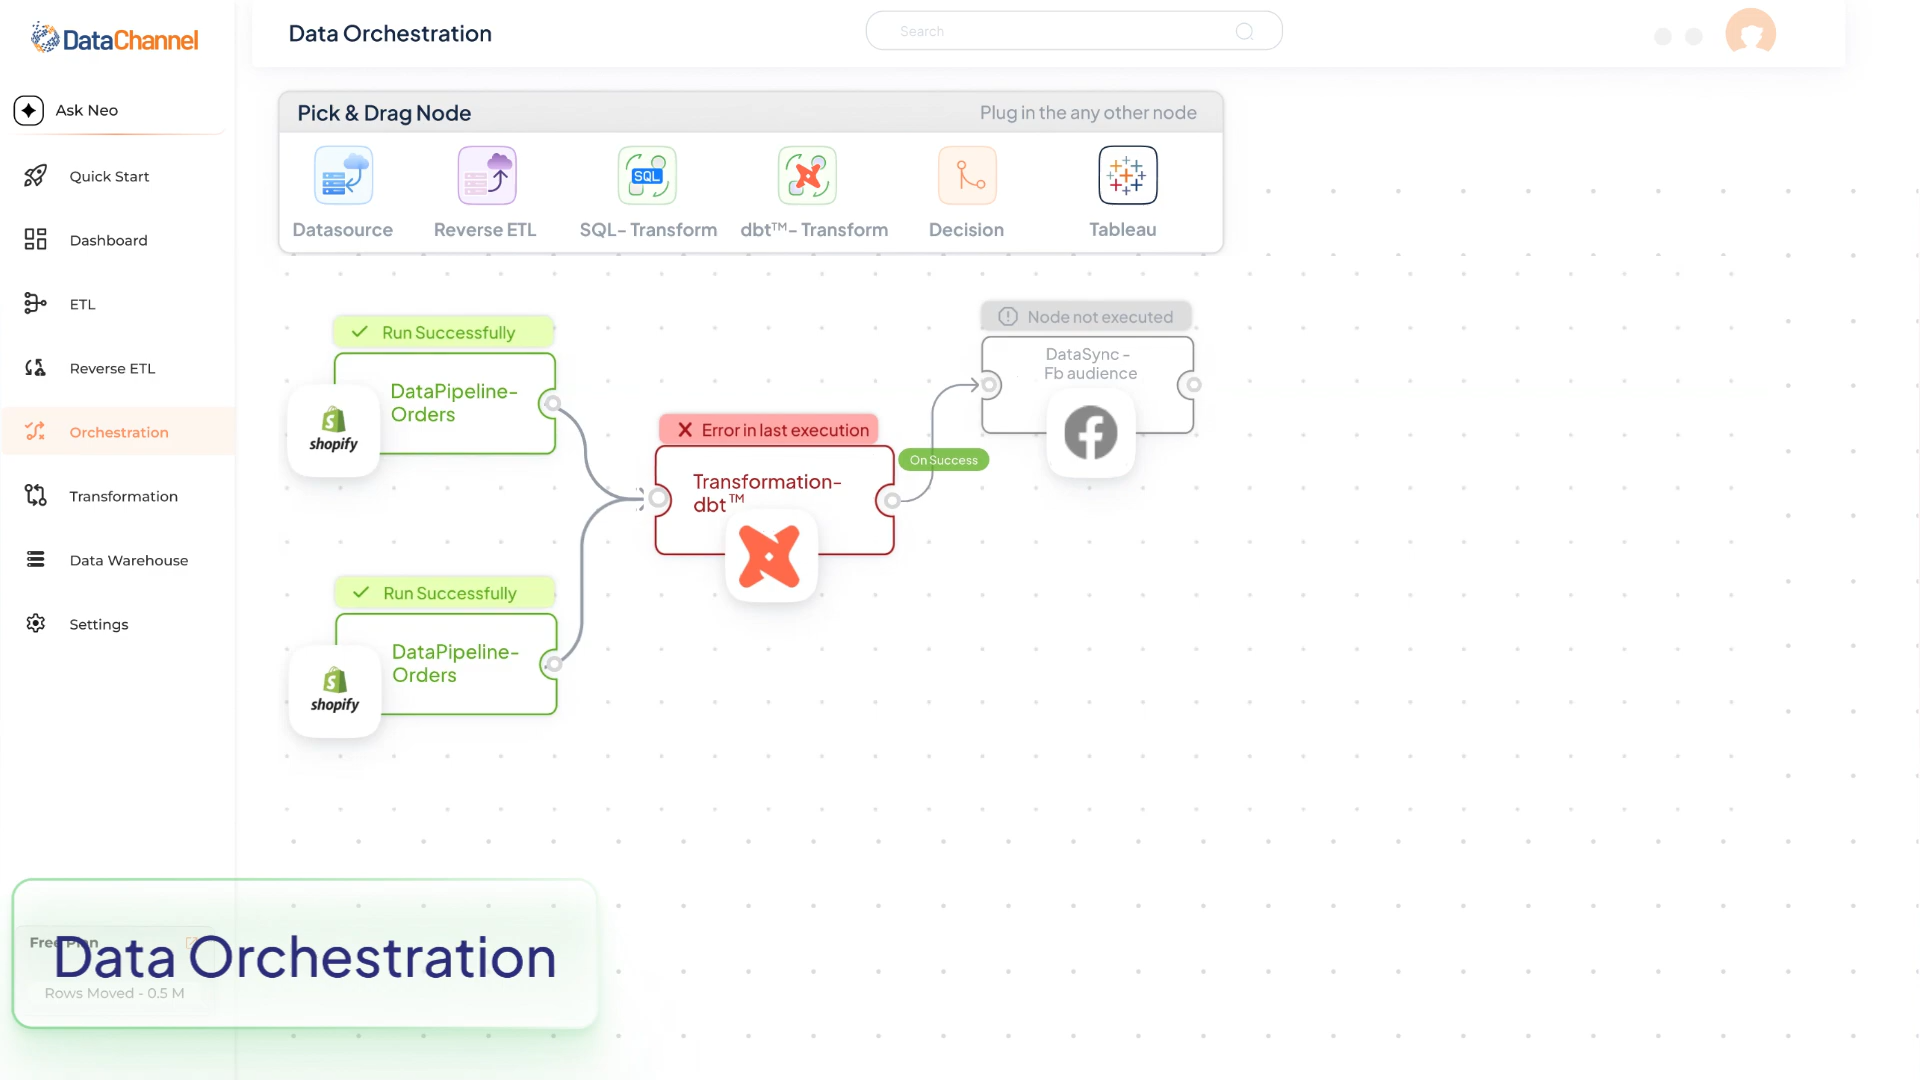 DataChannel
Data Orchestration
Search
Ask Neo
Quick Start
Dashboard
ETL
Reverse ETL
Orchestration
Transformation
Data Warehouse
Settings
Pick & Drag Node
Plug in the any other node
Datasource
Reverse ETL
SQL
SQL- Transform
dbt™- Transform
Decision
Tableau
Run Successfully
DataPipeline-
Orders
shopify
Error in last execution
Transformation-
dbt™
On Success
Node not executed
DataSync -
Fb audience
Run Successfully
DataPipeline-
Orders
shopify
Free Plan
Data Orchestration
Rows Moved - 0.5 M